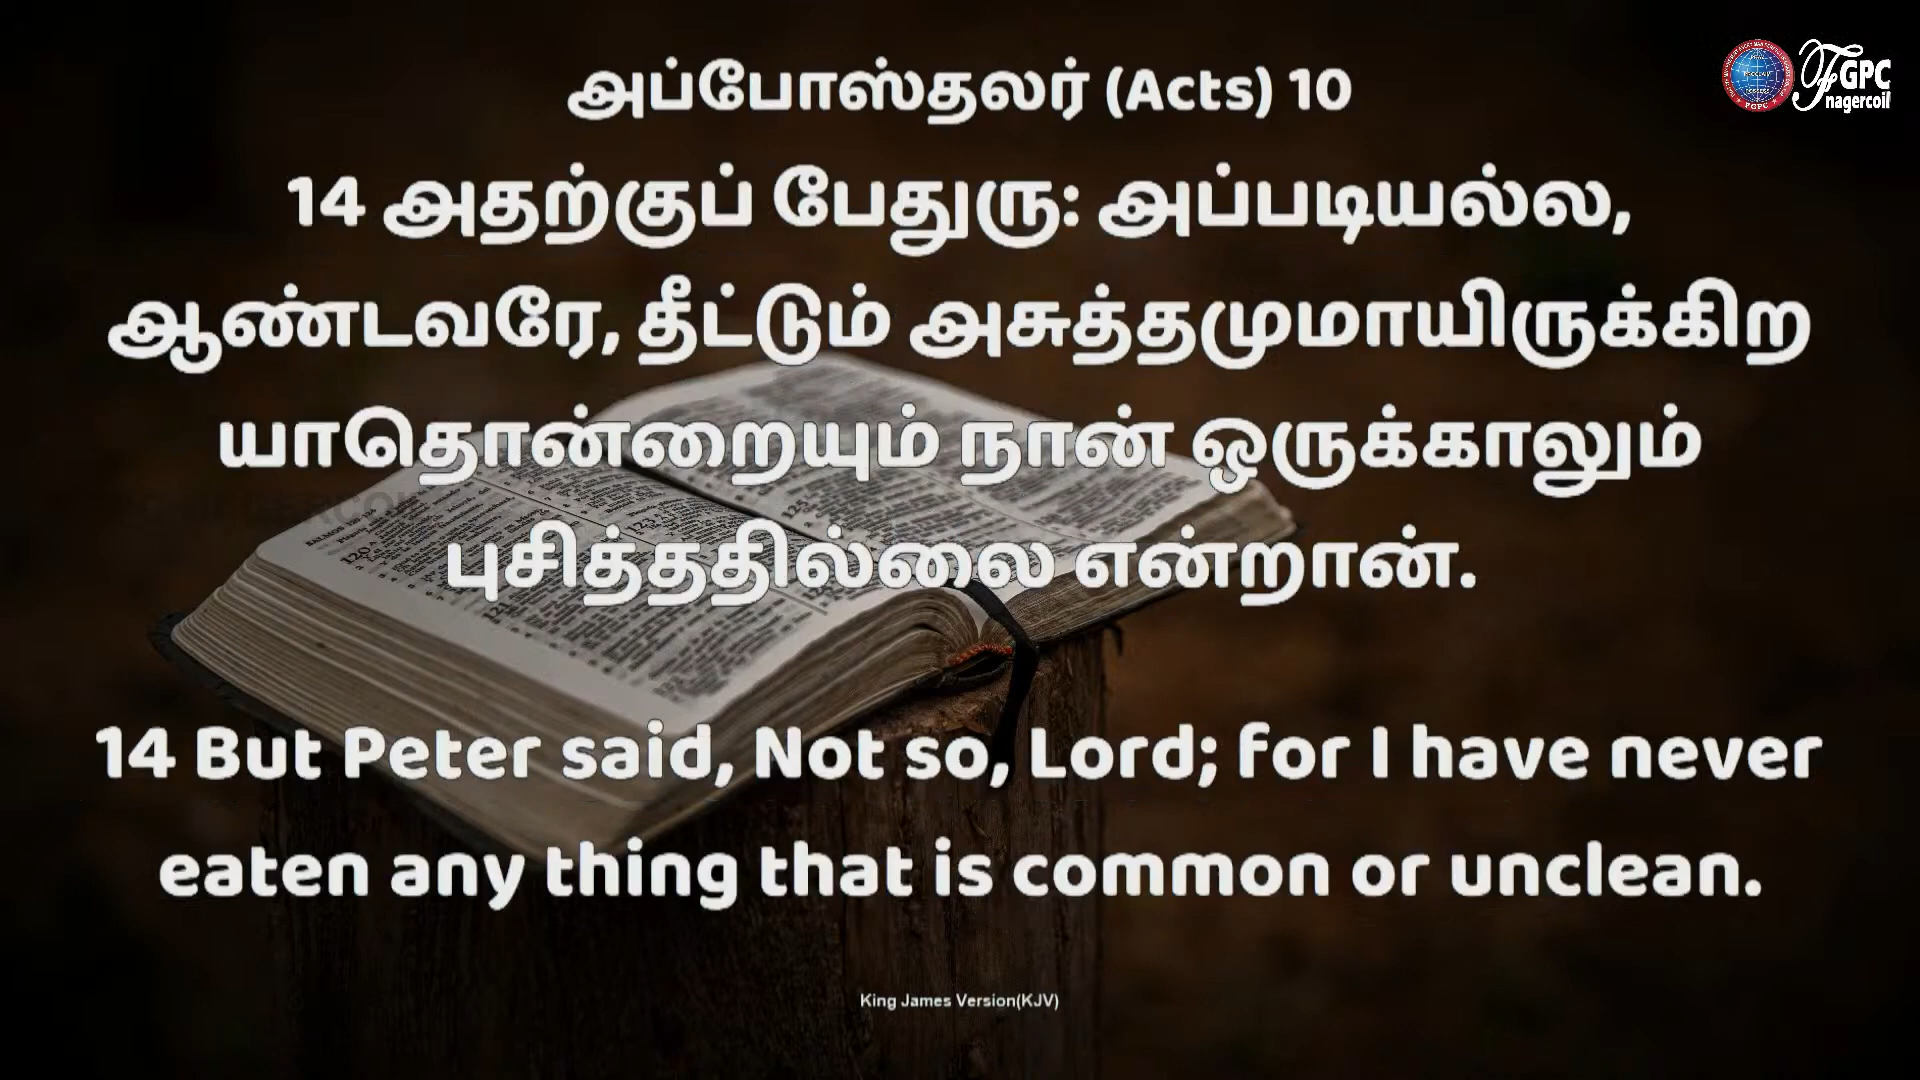 அப்போஸ்தலர் (Acts) 10
FGPC
nagercoil
14 அதற்குப் பேதுரு: அப்படியல்ல,
ஆண்டவரே, தீட்டும் அசுத்தமுமாயிருக்கிற
யாதொன்றையும் நான் ஒருக்காலும்
புசித்ததில்லை என்றான்.
14 But Peter said, Not so, Lord; for I have never
eaten any thing that is common or unclean.
King James Version(KJV)